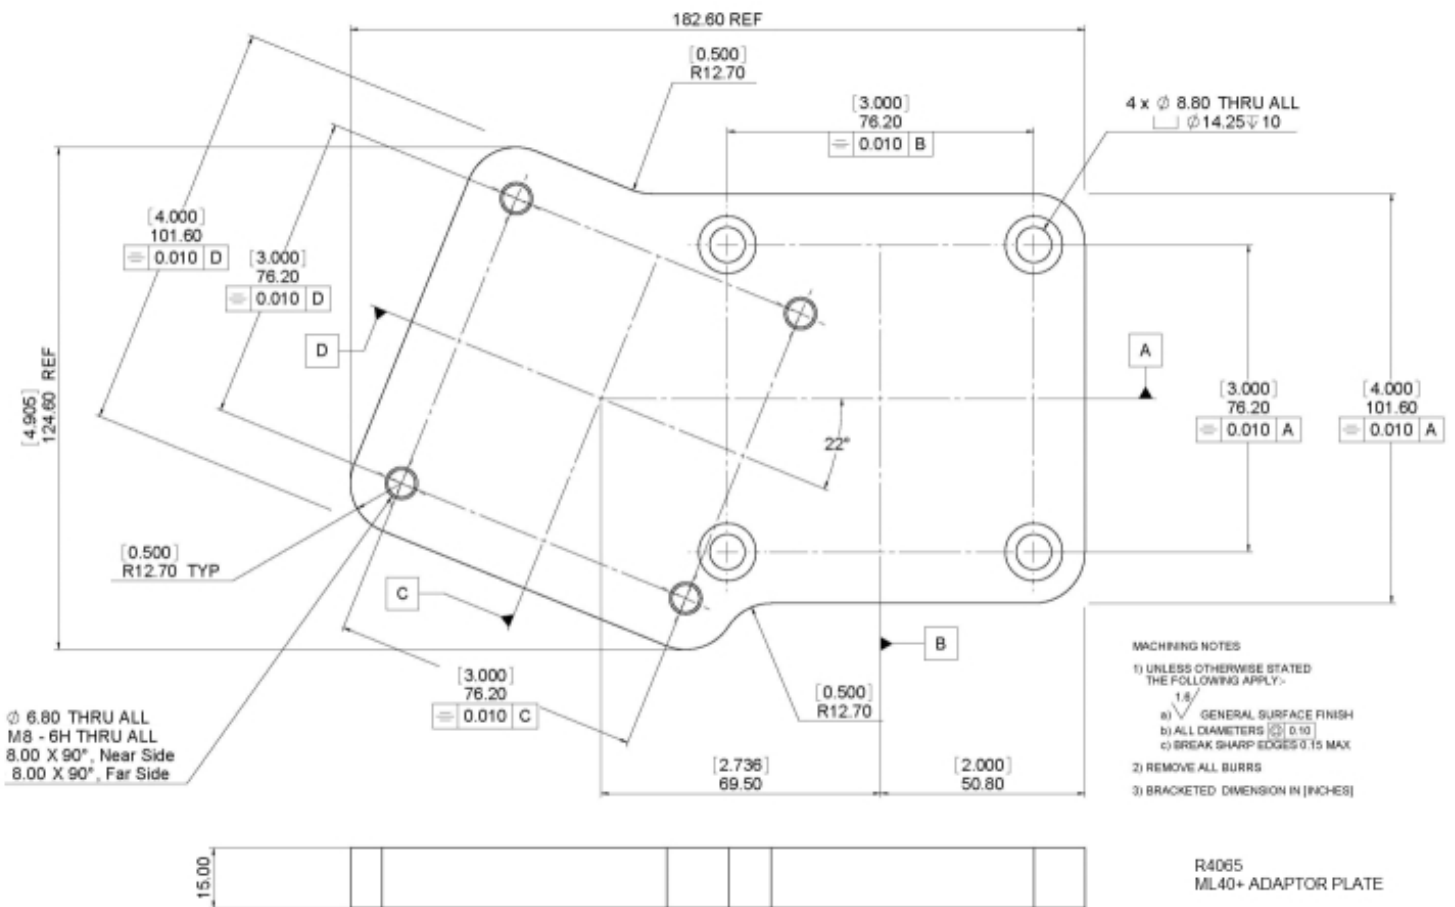 182.60 REF
[0.500]
R12.70
[3.000]
76.20
⌯ 0.010 B
4 x ∅ 8.80 THRU ALL
⌴ ∅ 14.25 ↧ 10
[4.000]
101.60
⌯ 0.010 D
[3.000]
76.20
⌯ 0.010 D
D
A
[4.905]
124.60 REF
[3.000]
76.20
⌯ 0.010 A
[4.000]
101.60
⌯ 0.010 A
22°
[0.500]
R12.70 TYP
C
B
[3.000]
76.20
⌯ 0.010 C
[0.500]
R12.70
∅ 6.80 THRU ALL
M8 - 6H THRU ALL
8.00 X 90°, Near Side
8.00 X 90°, Far Side
[2.736]
69.50
[2.000]
50.80
MACHINING NOTES
1) UNLESS OTHERWISE STATED
THE FOLLOWING APPLY:-
1.6
a) √ GENERAL SURFACE FINISH
b) ALL DIAMETERS ◎ 0.10
c) BREAK SHARP EDGES 0.15 MAX
2) REMOVE ALL BURRS
3) BRACKETED DIMENSION IN [INCHES]
15.00
R4065
ML40+ ADAPTOR PLATE